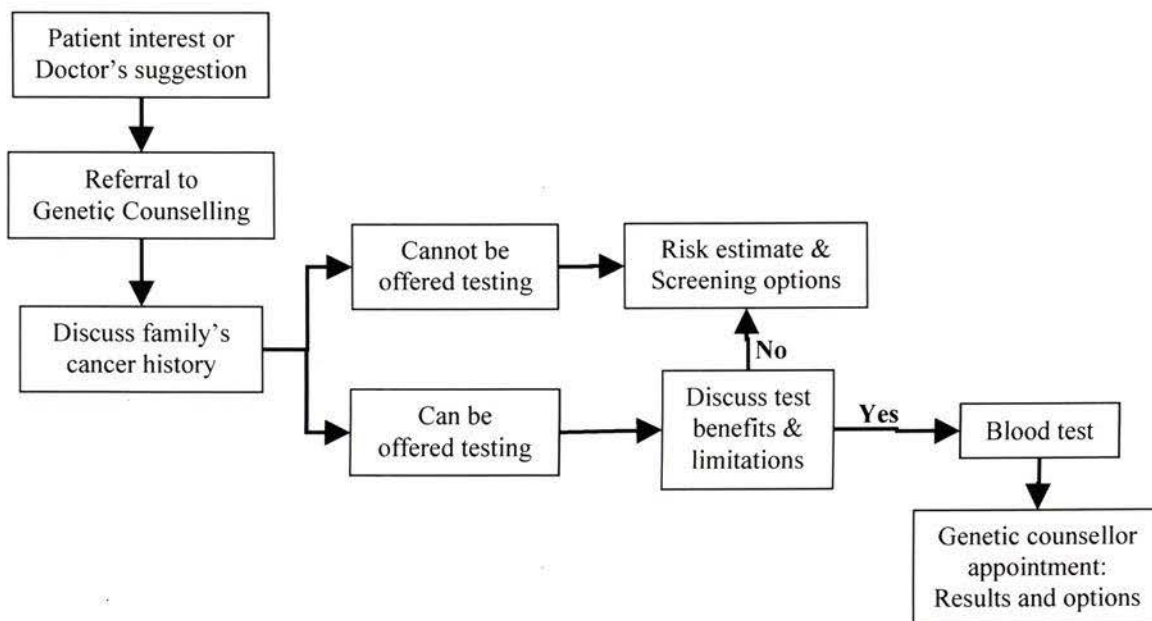 Patient interest or
Doctor's suggestion
Referral to
Genetic Counselling
Discuss family's
cancer history
Cannot be
offered testing
Risk estimate &
Screening options
No
Can be
offered testing
Discuss test
benefits &
limitations
Yes
Blood test
Genetic counsellor
appointment:
Results and options